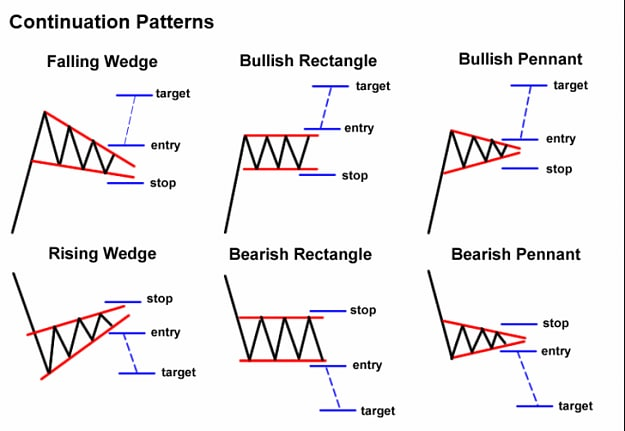 Continuation Patterns
Falling Wedge
target
entry
stop
Bullish Rectangle
target
entry
stop
Bullish Pennant
target
entry
stop
Rising Wedge
stop
entry
target
Bearish Rectangle
stop
entry
target
Bearish Pennant
stop
entry
target